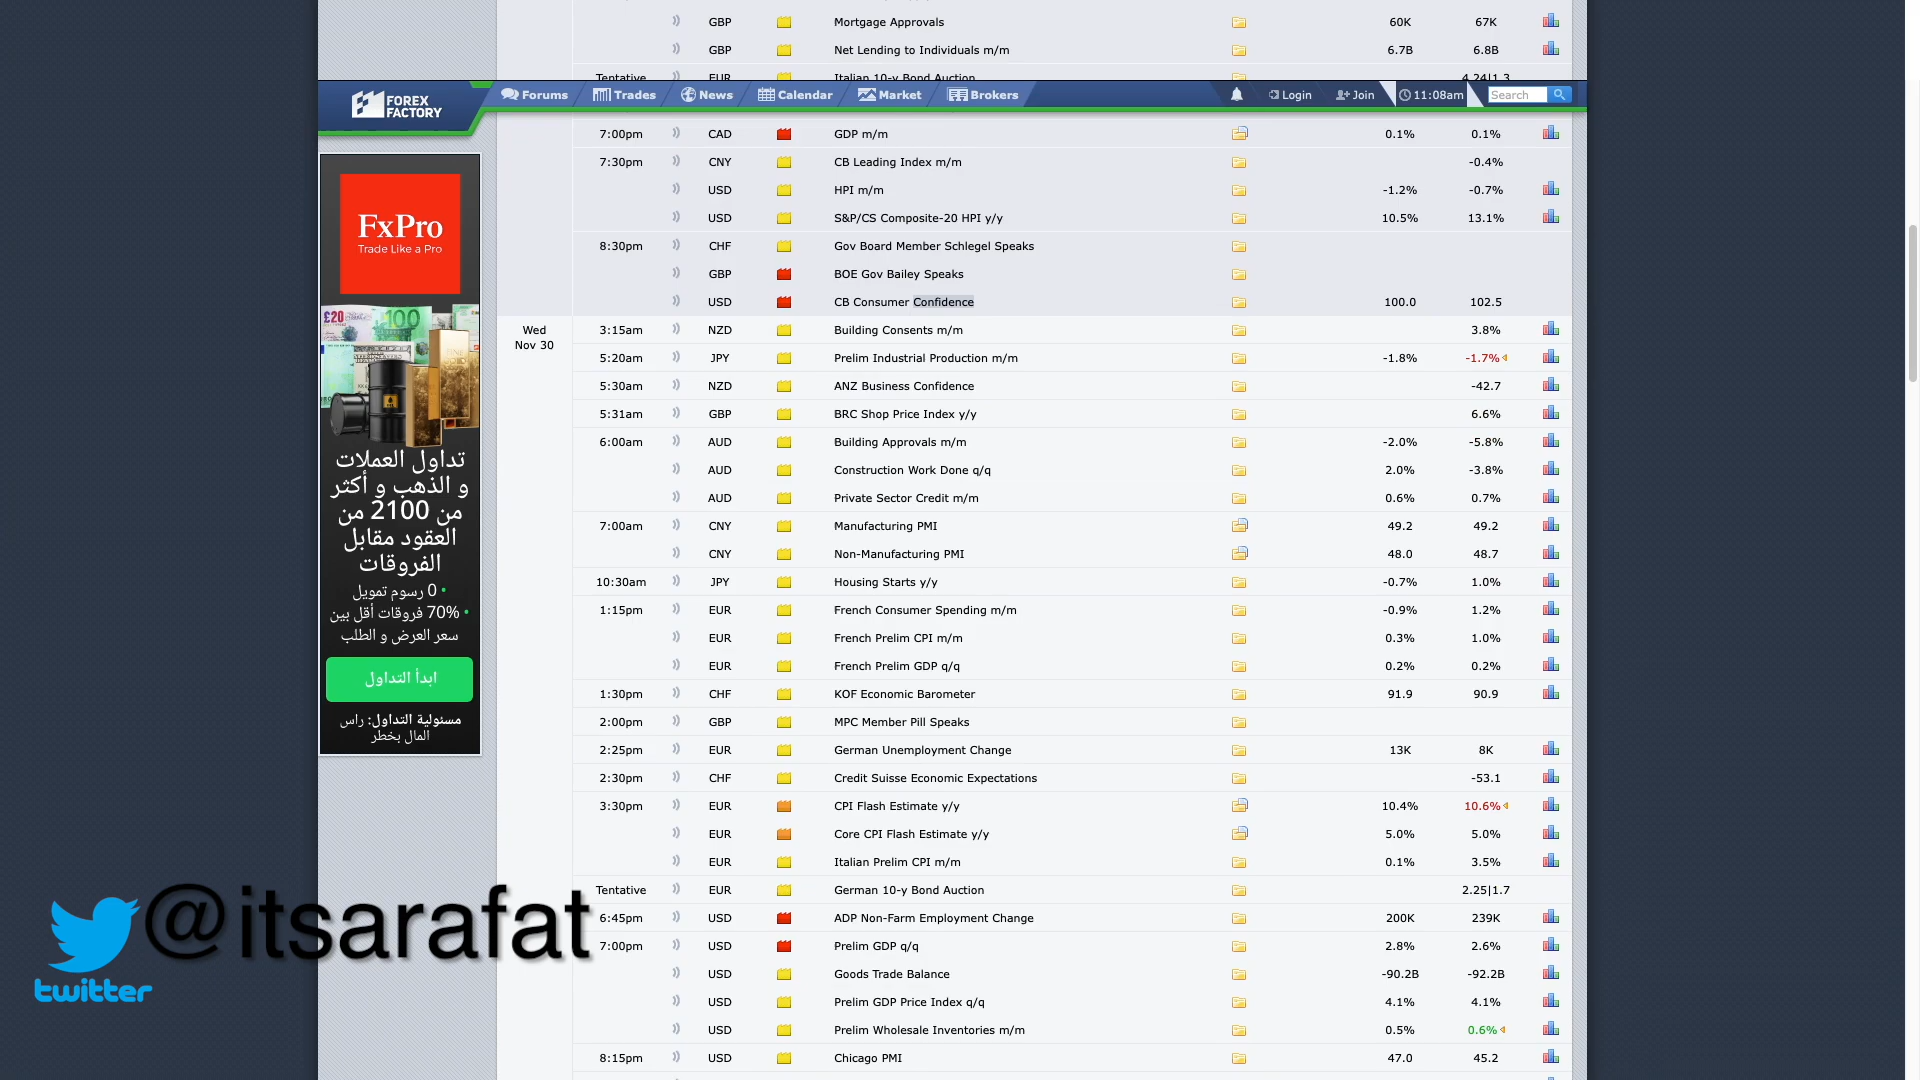 GBP Mortgage Approvals 60K 67K
GBP Net Lending to Individuals m/m 6.7B 6.8B
Tentative EUR Italian 10-y Bond Auction 4.24|1.3
FOREX FACTORY
Forums Trades News Calendar Market Brokers Login Join 11:08am Search
7:00pm CAD GDP m/m 0.1% 0.1%
7:30pm CNY CB Leading Index m/m -0.4%
USD HPI m/m -1.2% -0.7%
USD S&P/CS Composite-20 HPI y/y 10.5% 13.1%
8:30pm CHF Gov Board Member Schlegel Speaks
GBP BOE Gov Bailey Speaks
USD CB Consumer Confidence 100.0 102.5
Wed Nov 30
3:15am NZD Building Consents m/m 3.8%
5:20am JPY Prelim Industrial Production m/m -1.8% -1.7%
5:30am NZD ANZ Business Confidence -42.7
5:31am GBP BRC Shop Price Index y/y 6.6%
6:00am AUD Building Approvals m/m -2.0% -5.8%
AUD Construction Work Done q/q 2.0% -3.8%
AUD Private Sector Credit m/m 0.6% 0.7%
7:00am CNY Manufacturing PMI 49.2 49.2
CNY Non-Manufacturing PMI 48.0 48.7
10:30am JPY Housing Starts y/y -0.7% 1.0%
1:15pm EUR French Consumer Spending m/m -0.9% 1.2%
EUR French Prelim CPI m/m 0.3% 1.0%
EUR French Prelim GDP q/q 0.2% 0.2%
1:30pm CHF KOF Economic Barometer 91.9 90.9
2:00pm GBP MPC Member Pill Speaks
2:25pm EUR German Unemployment Change 13K 8K
2:30pm CHF Credit Suisse Economic Expectations -53.1
3:30pm EUR CPI Flash Estimate y/y 10.4% 10.6%
EUR Core CPI Flash Estimate y/y 5.0% 5.0%
EUR Italian Prelim CPI m/m 0.1% 3.5%
Tentative EUR German 10-y Bond Auction 2.25|1.7
6:45pm USD ADP Non-Farm Employment Change 200K 239K
7:00pm USD Prelim GDP q/q 2.8% 2.6%
USD Goods Trade Balance -90.2B -92.2B
USD Prelim GDP Price Index q/q 4.1% 4.1%
USD Prelim Wholesale Inventories m/m 0.5% 0.6%
8:15pm USD Chicago PMI 47.0 45.2
FxPro
Trade Like a Pro
£20 100
تداول العملات
و الذهب و أكثر
من 2100 من
العقود مقابل
الفروقات
• 0 رسوم تمويل
• 70% فروقات أقل بين
سعر العرض و الطلب
ابدأ التداول
مسئولية التداول: راس
المال بخطر
@itsarafat
twitter